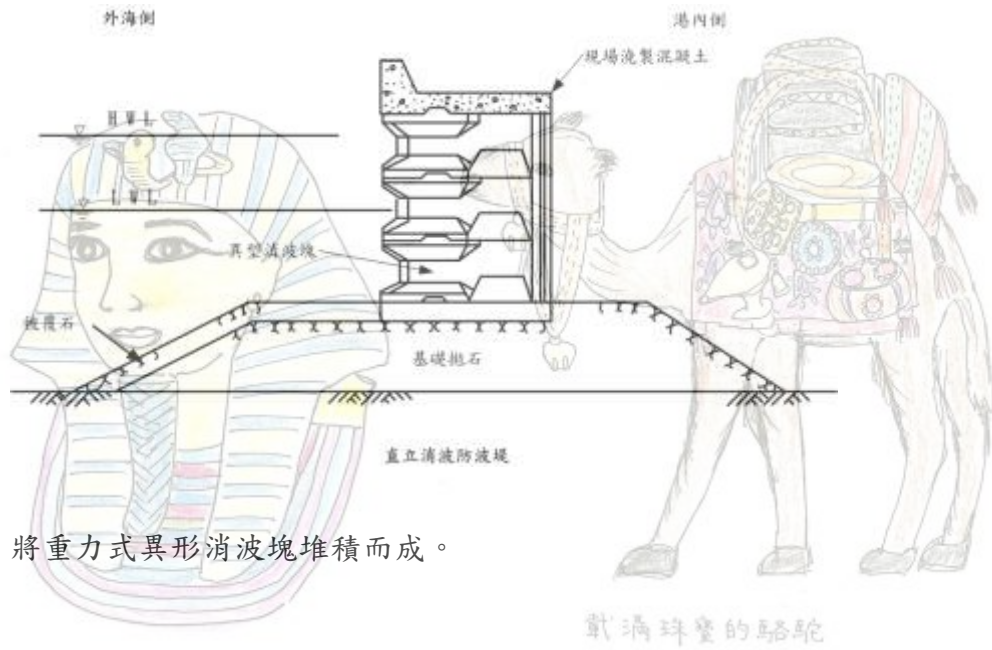 外海側
港內側
現場澆製混凝土
H W L
L W L
異型消波塊
被覆石
基礎拋石
直立消波防波堤
將重力式異形消波塊堆積而成。
戴滿珠寶的駱駝